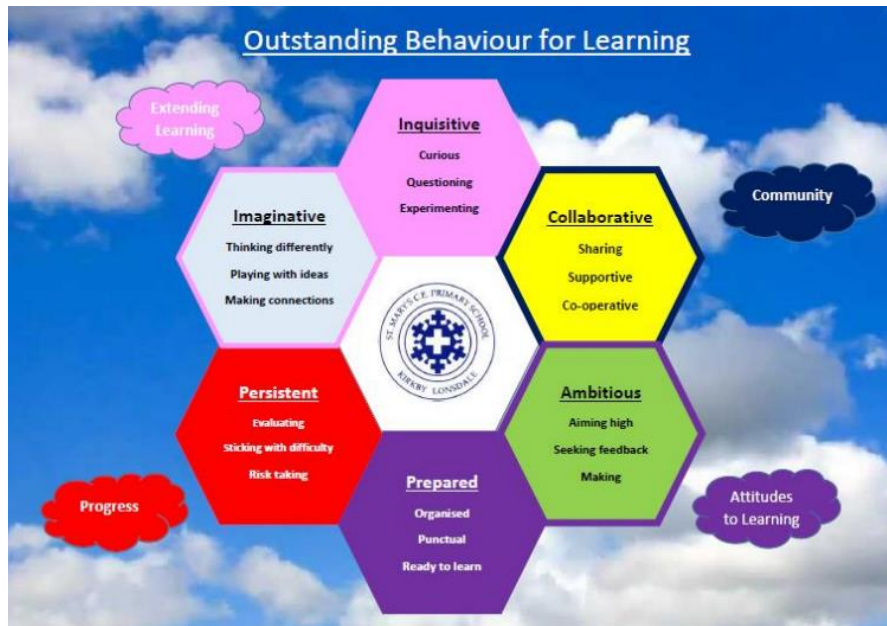 Outstanding Behaviour for Learning
Extending
Learning
Inquisitive
Curious
Questioning
Experimenting
Imaginative
Thinking differently
Playing with ideas
Making connections
Collaborative
Sharing
Supportive
Co-operative
Community
ST. MARY'S C.E. PRIMARY SCHOOL
KIRKBY LONSDALE
Persistent
Evaluating
Sticking with difficulty
Risk taking
Ambitious
Aiming high
Seeking feedback
Making
Prepared
Organised
Punctual
Ready to learn
Progress
Attitudes
to Learning